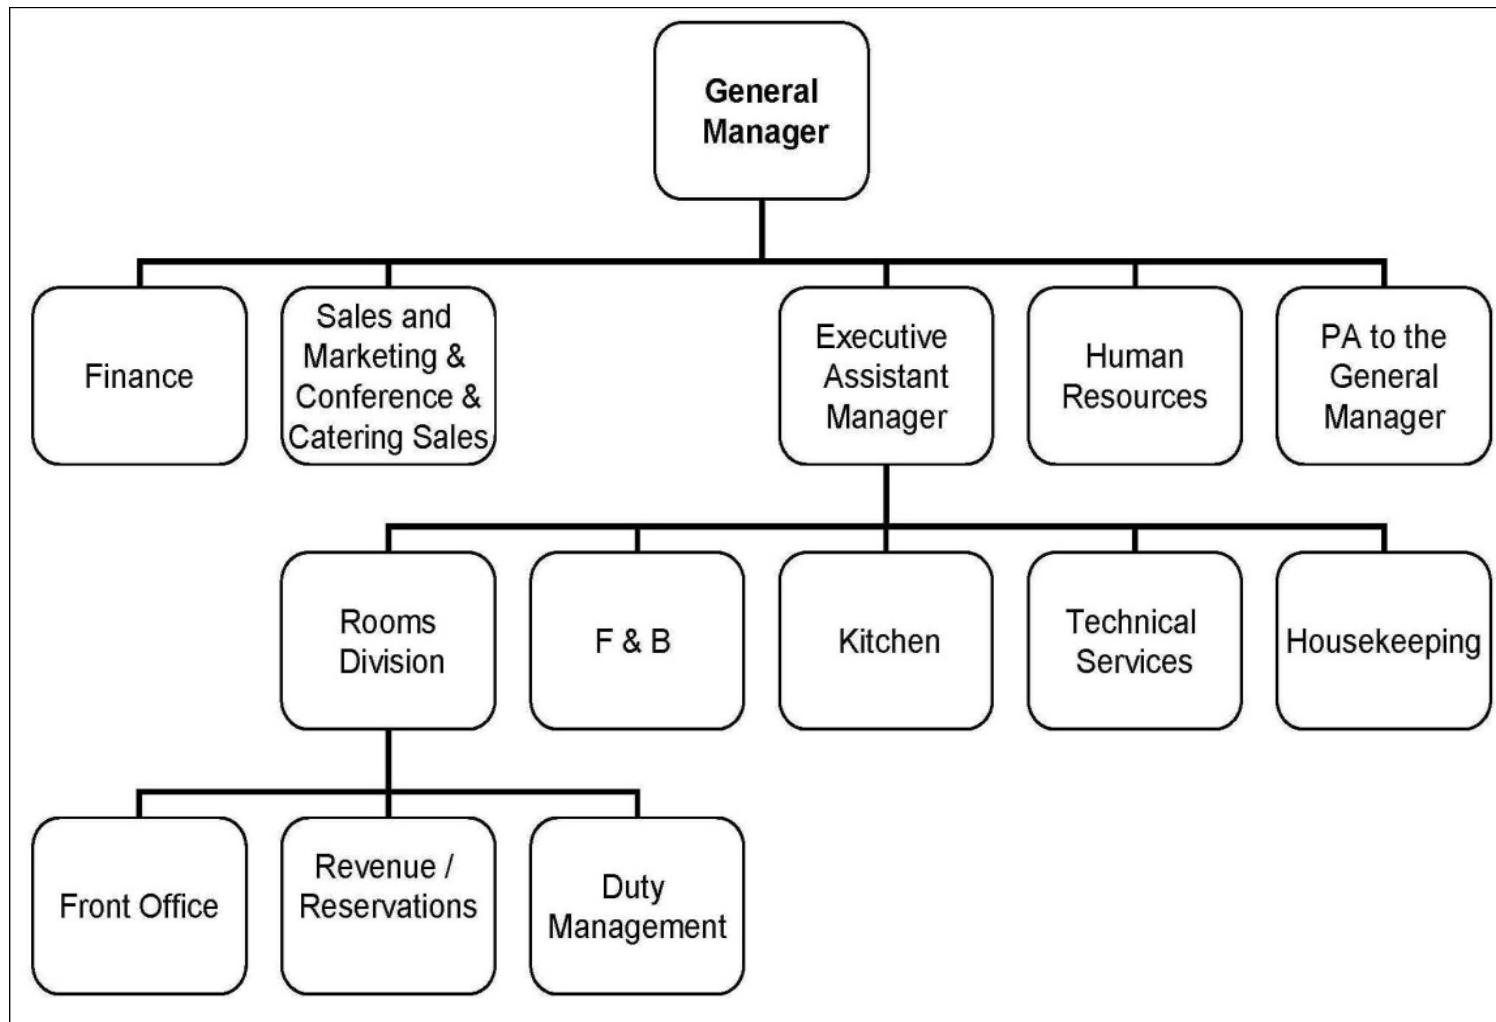 General
Manager
Finance
Sales and
Marketing &
Conference &
Catering Sales
Executive
Assistant
Manager
Human
Resources
PA to the
General
Manager
Rooms
Division
F & B
Kitchen
Technical
Services
Housekeeping
Front Office
Revenue /
Reservations
Duty
Management